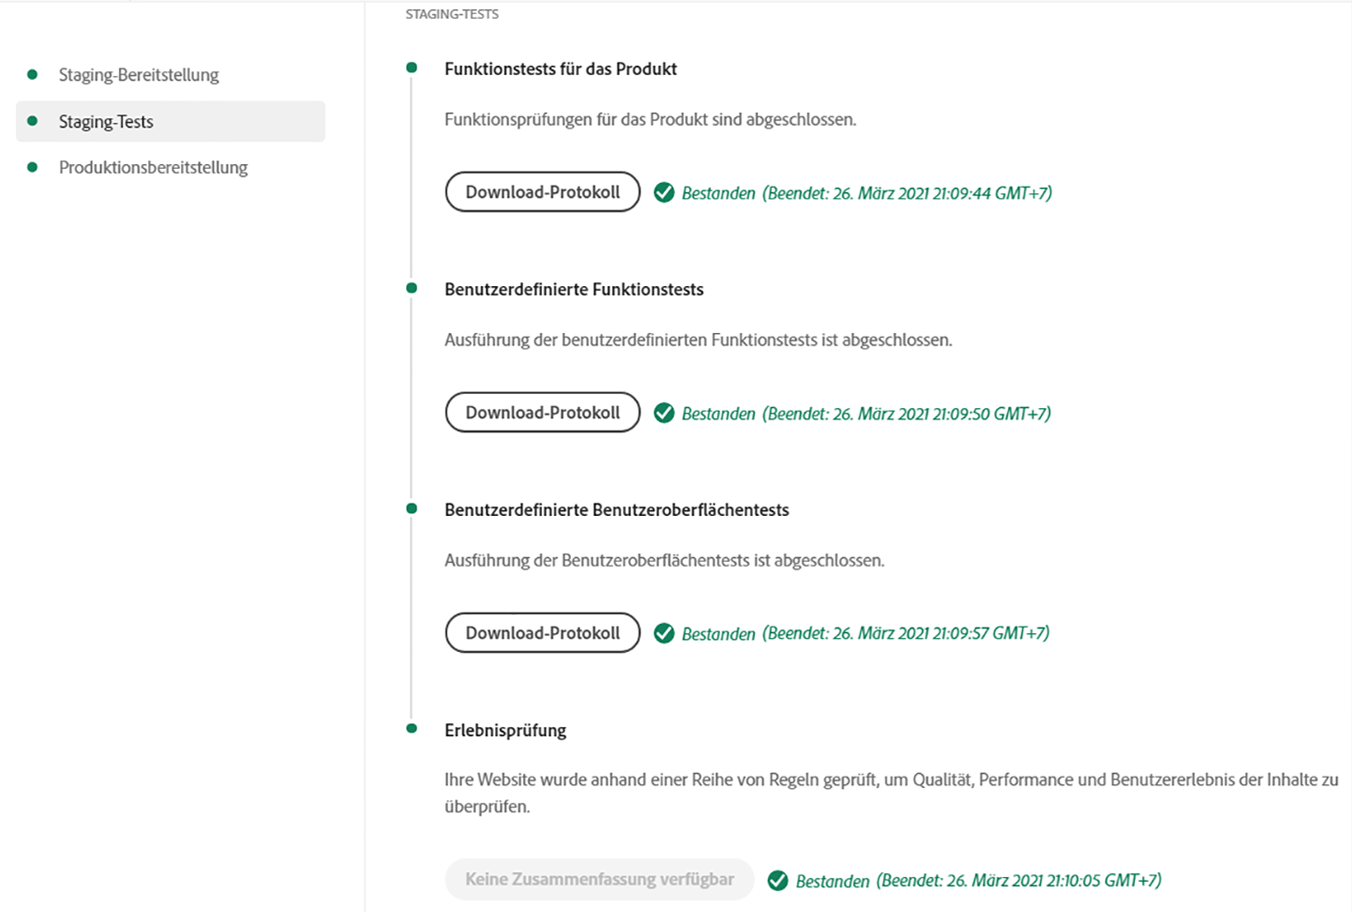 Staging-Bereitstellung
Staging-Tests
Produktionsbereitstellung
STAGING-TESTS
Funktionstests für das Produkt
Funktionsprüfungen für das Produkt sind abgeschlossen.
Download-Protokoll Bestanden (Beendet: 26. März 2021 21:09:44 GMT+7)
Benutzerdefinierte Funktionstests
Ausführung der benutzerdefinierten Funktionstests ist abgeschlossen.
Download-Protokoll Bestanden (Beendet: 26. März 2021 21:09:50 GMT+7)
Benutzerdefinierte Benutzeroberflächentests
Ausführung der Benutzeroberflächentests ist abgeschlossen.
Download-Protokoll Bestanden (Beendet: 26. März 2021 21:09:57 GMT+7)
Erlebnisprüfung
Ihre Website wurde anhand einer Reihe von Regeln geprüft, um Qualität, Performance und Benutzererlebnis der Inhalte zu
überprüfen.
Keine Zusammenfassung verfügbar Bestanden (Beendet: 26. März 2021 21:10:05 GMT+7)